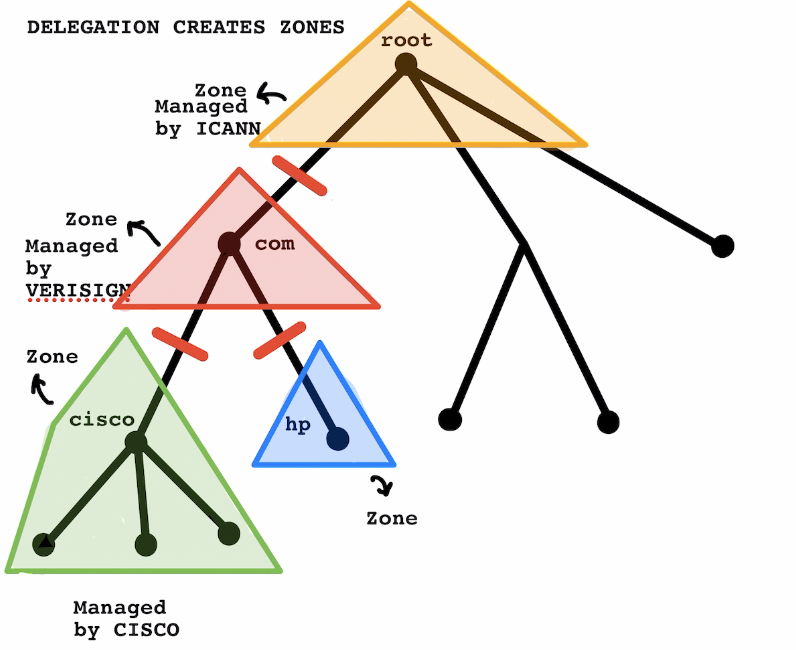 DELEGATION CREATES ZONES
root
Zone
Managed
by ICANN
Zone
Managed
by
VERISIGN
com
Zone
cisco
hp
Zone
Managed
by CISCO